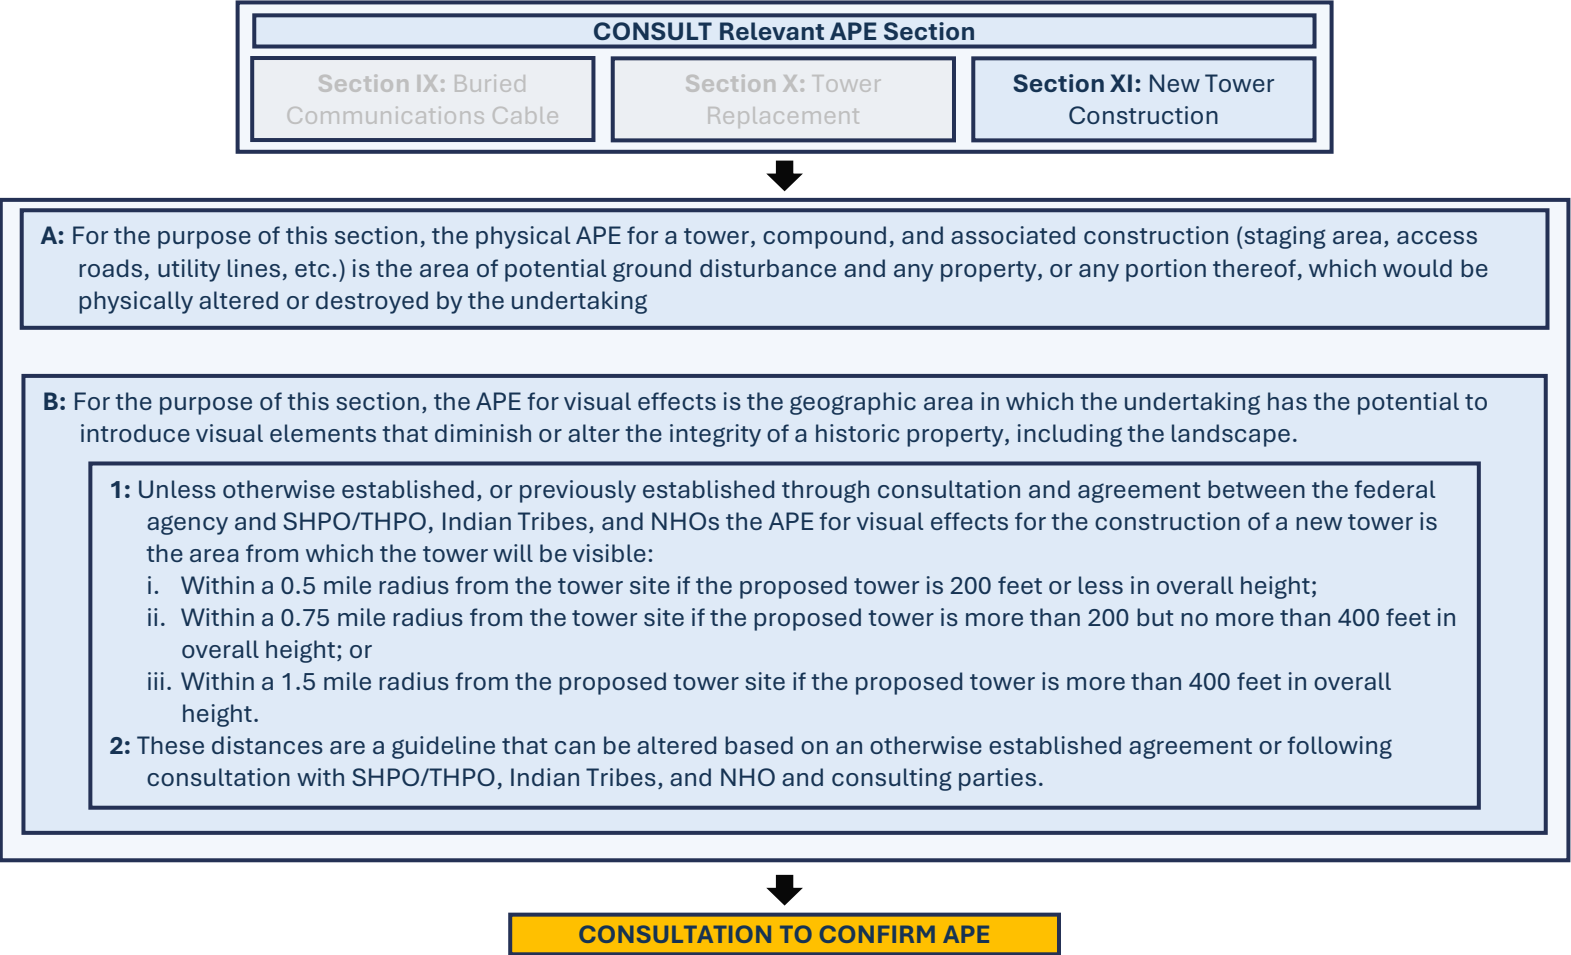 CONSULT Relevant APE Section
Section IX: Buried
Communications Cable
Section X: Tower
Replacement
Section XI: New Tower
Construction
A: For the purpose of this section, the physical APE for a tower, compound, and associated construction (staging area, access
roads, utility lines, etc.) is the area of potential ground disturbance and any property, or any portion thereof, which would be
physically altered or destroyed by the undertaking
B: For the purpose of this section, the APE for visual effects is the geographic area in which the undertaking has the potential to
introduce visual elements that diminish or alter the integrity of a historic property, including the landscape.
1: Unless otherwise established, or previously established through consultation and agreement between the federal
agency and SHPO/THPO, Indian Tribes, and NHOs the APE for visual effects for the construction of a new tower is
the area from which the tower will be visible:
i. Within a 0.5 mile radius from the tower site if the proposed tower is 200 feet or less in overall height;
ii. Within a 0.75 mile radius from the tower site if the proposed tower is more than 200 but no more than 400 feet in
overall height; or
iii. Within a 1.5 mile radius from the proposed tower site if the proposed tower is more than 400 feet in overall
height.
2: These distances are a guideline that can be altered based on an otherwise established agreement or following
consultation with SHPO/THPO, Indian Tribes, and NHO and consulting parties.
CONSULTATION TO CONFIRM APE